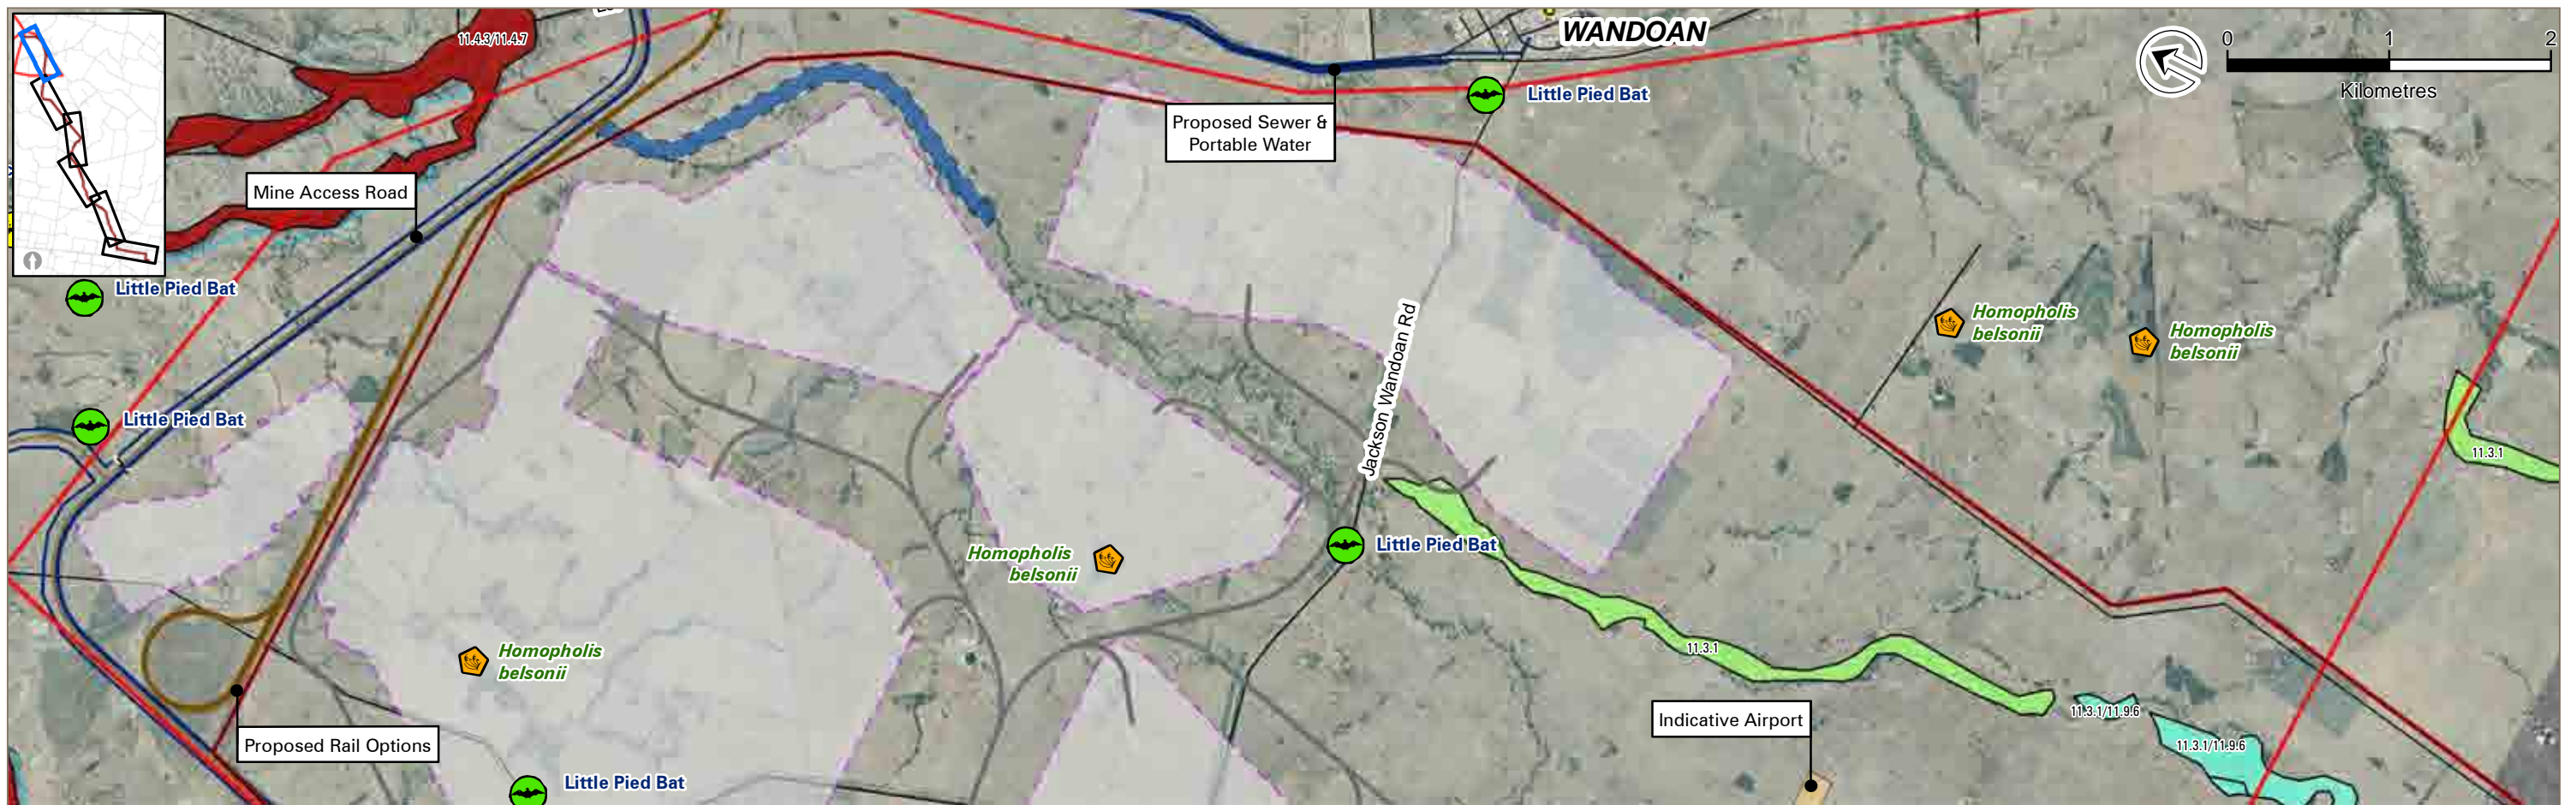 WANDOAN
0 1 2
Kilometres
11.4.3/11.4.7
Little Pied Bat
Proposed Sewer &
Portable Water
Mine Access Road
Little Pied Bat
Homopholis
belsonii
Homopholis
belsonii
Jackson Wandoan Rd
Little Pied Bat
11.3.1
Homopholis
belsonii
Little Pied Bat
Homopholis
belsonii
11.3.1
11.3.1/11.9.6
Indicative Airport
Proposed Rail Options
11.3.1/11.9.6
Little Pied Bat